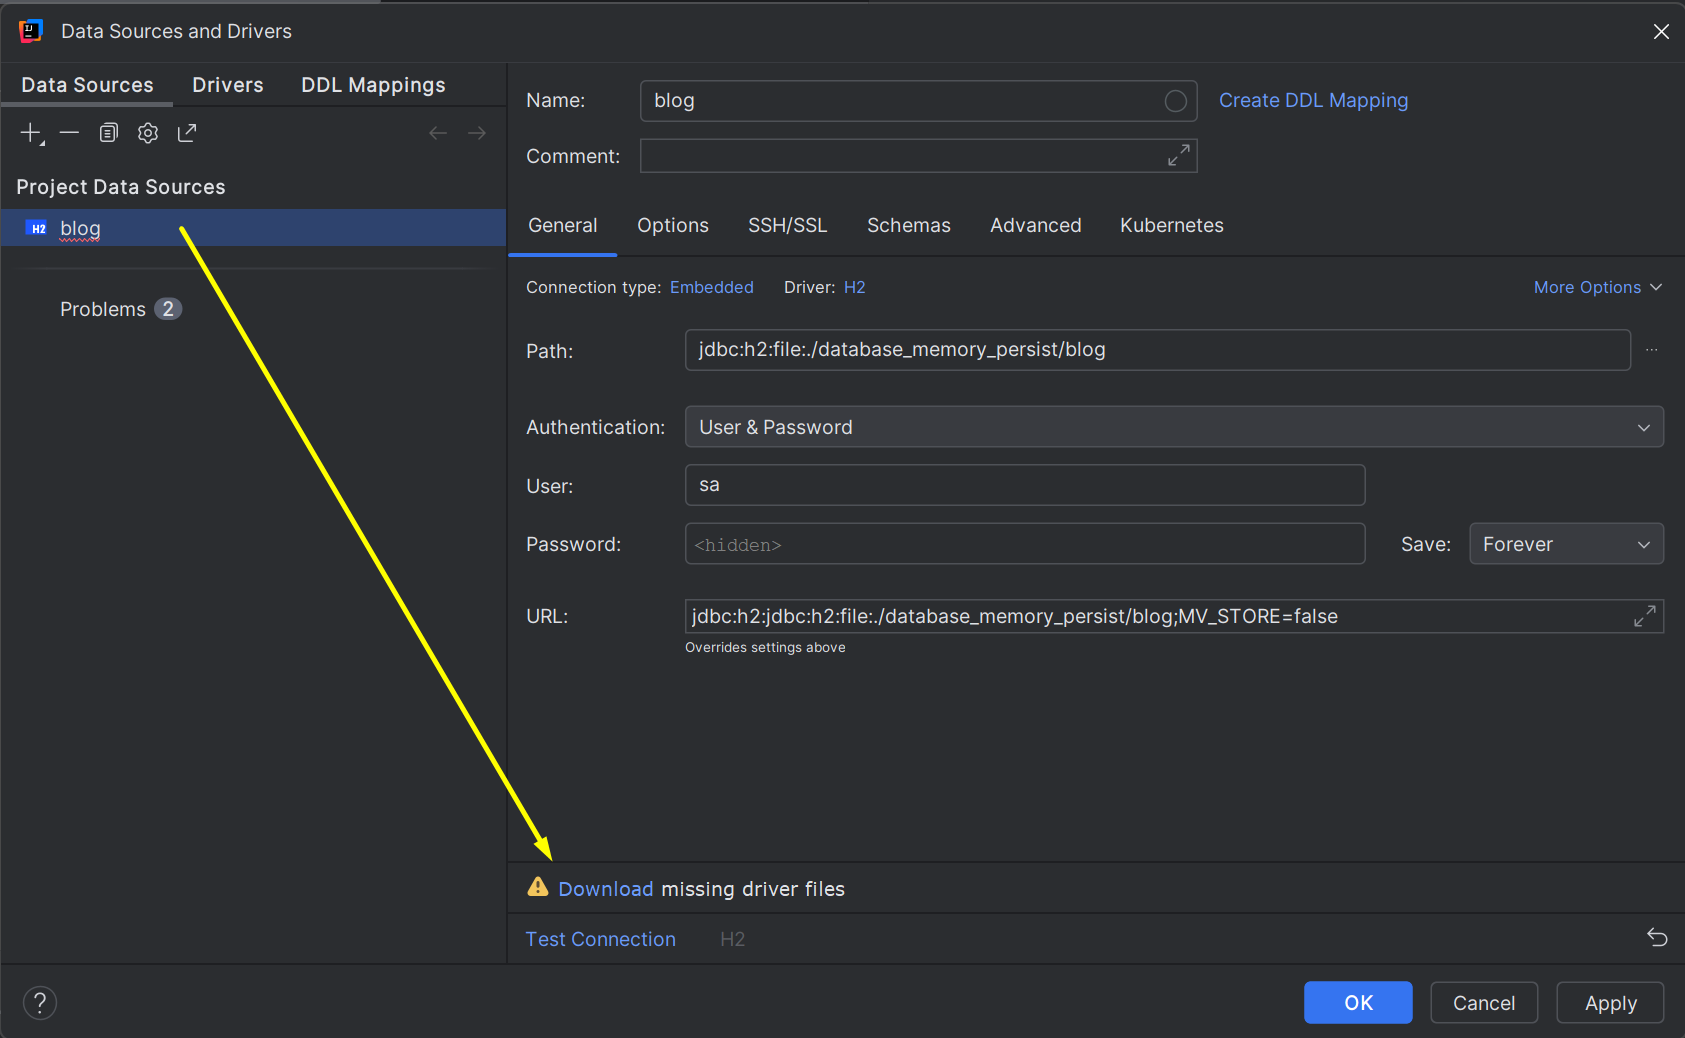 Data Sources and Drivers
Data Sources Drivers DDL Mappings
Project Data Sources
H2 blog
Problems 2
Name: blog Create DDL Mapping
Comment:
General Options SSH/SSL Schemas Advanced Kubernetes
Connection type: Embedded Driver: H2 More Options
Path: jdbc:h2:file:./database_memory_persist/blog ...
Authentication: User & Password
User: sa
Password: <hidden> Save: Forever
URL: jdbc:h2:jdbc:h2:file:./database_memory_persist/blog;MV_STORE=false
Overrides settings above
Download missing driver files
Test Connection H2
? OK Cancel Apply